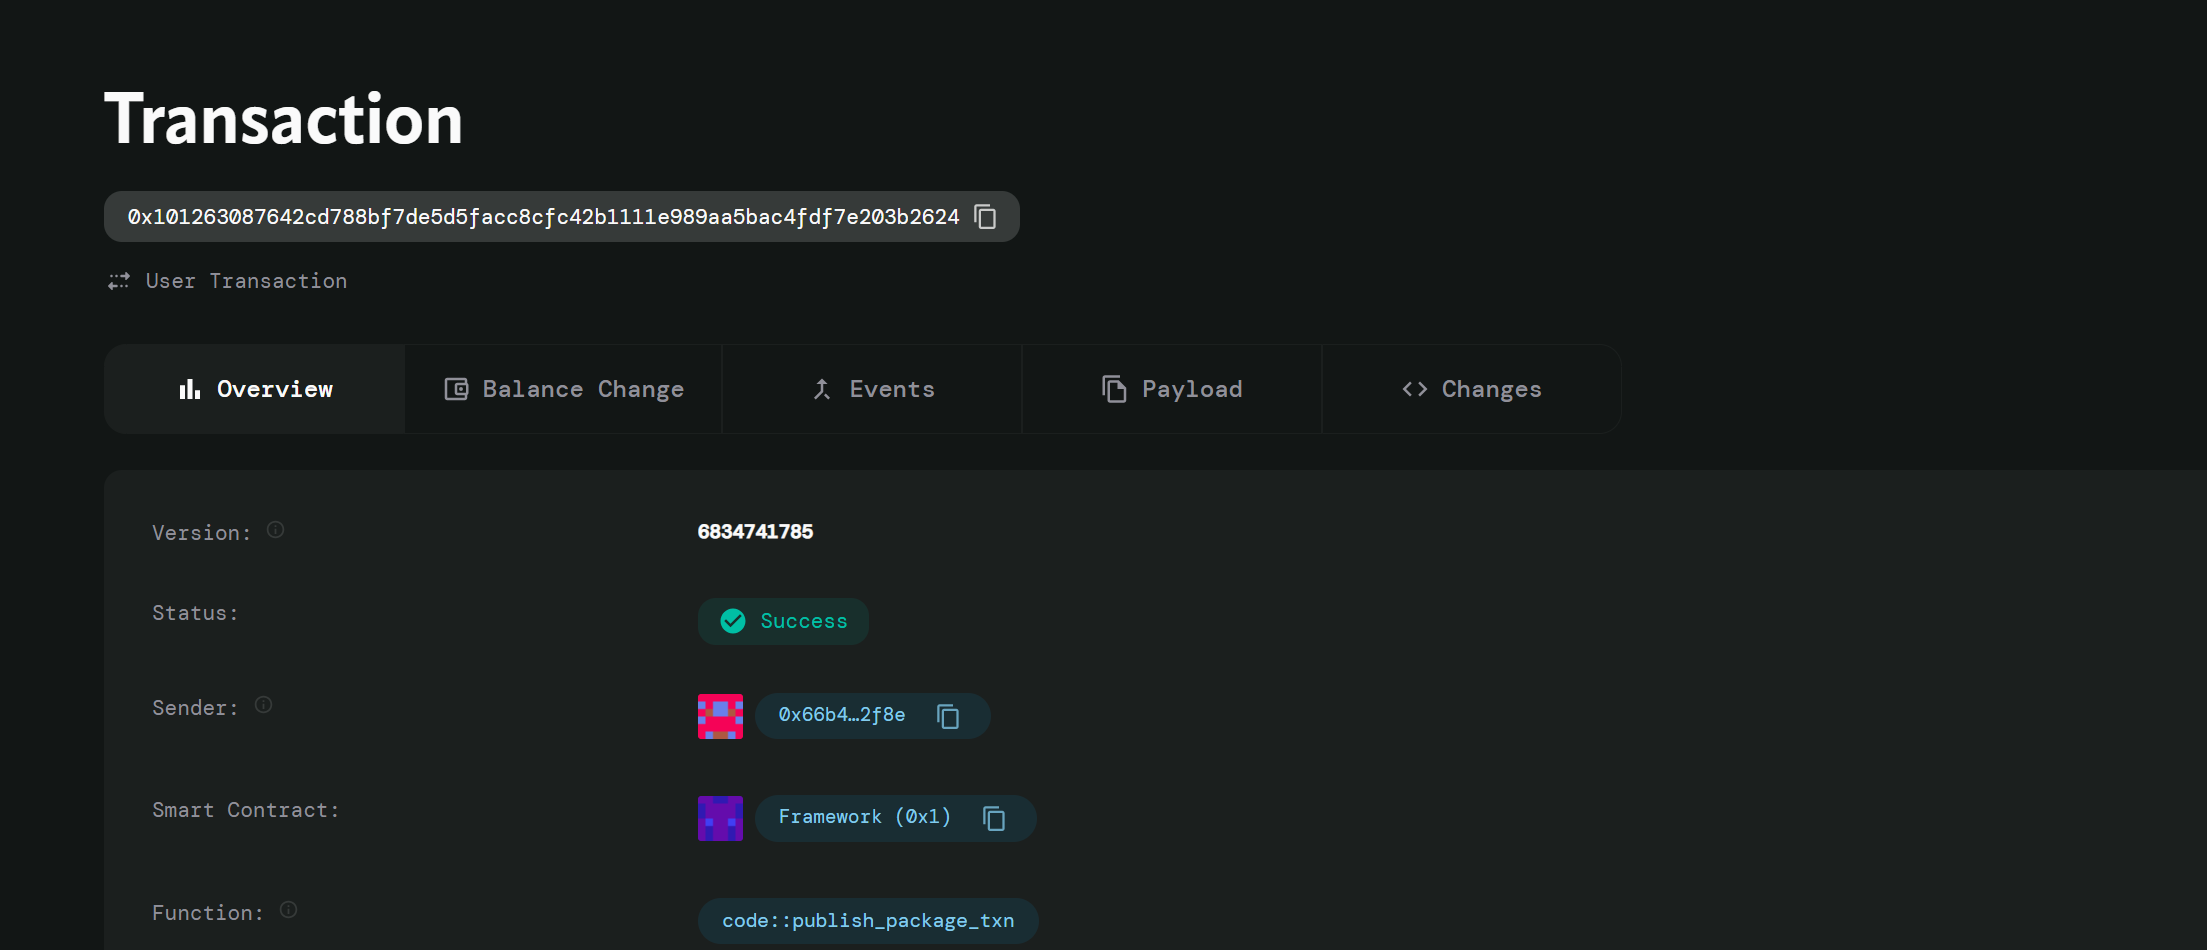 Transaction
0x101263087642cd788bf7de5d5facc8cfc42b1111e989aa5bac4fdf7e203b2624
User Transaction
Overview
Balance Change
Events
Payload
Changes
Version:
6834741785
Status:
Success
Sender:
0x66b4…2f8e
Smart Contract:
Framework (0x1)
Function:
code::publish_package_txn